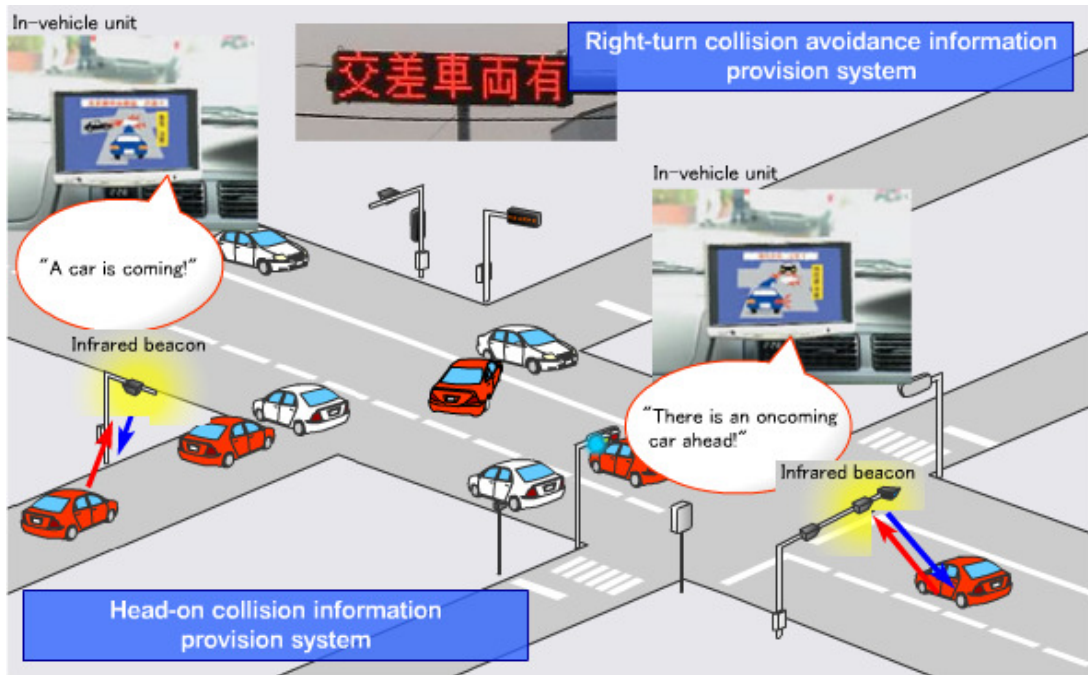 In-vehicle unit
交差車両有
Right-turn collision avoidance information
provision system
In-vehicle unit
"A car is coming!"
Infrared beacon
"There is an oncoming
car ahead!"
Infrared beacon
Head-on collision information
provision system